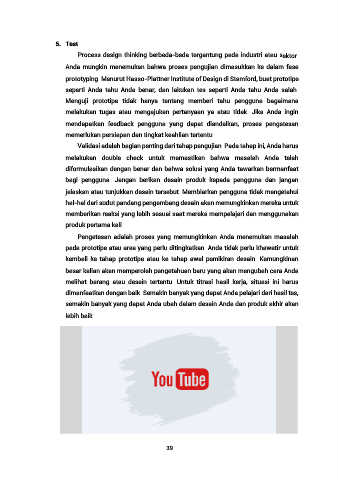 5. Test
Process design thinking berbeda-beda tergantung pada industri atau sektor
Anda mungkin menemukan bahwa proses pengujian dimasukkan ke dalam fase
prototyping Menurut Hasso-Plattner Institute of Design di Stamford, buat prototipe
seperti Anda tahu Anda benar, dan lakukan tes seperti Anda tahu Anda salah
Menguji prototipe tidak hanya tentang memberi tahu pengguna bagaimana
melakukan tugas atau mengajukan pertanyaan ya atau tidak Jika Anda ingin
mendapatkan feedback pengguna yang dapat diandalkan, proses pengetesan
memerlukan persiapan dan tingkat keahlian tertentu
Validasi adalah bagian penting dari tahap pengujian Pada tahap ini, Anda harus
melakukan double check untuk memastikan bahwa masalah Anda telah
diformulasikan dengan benar dan bahwa solusi yang Anda tawarkan bermanfaat
bagi pengguna Jangan berikan desain produk kepada pengguna dan jangan
jelaskan atau tunjukkan desain tersebut Membiarkan pengguna tidak mengetahui
hal-hal dari sudut pandang pengembang desain akan memungkinkan mereka untuk
memberikan reaksi yang lebih sesuai saat mereka mempelajari dan menggunakan
produk pertama kali
Pengetesan adalah proses yang memungkinkan Anda menemukan masalah
pada prototipe atau area yang perlu ditingkatkan Anda tidak perlu khawatir untuk
kembali ke tahap prototipe atau ke tahap awal pemikiran desain Kemungkinan
besar kalian akan memperoleh pengetahuan baru yang akan mengubah cara Anda
melihat barang atau desain tertentu Untuk titrasi hasil kerja, situasi ini harus
dimanfaatkan dengan baik Semakin banyak yang dapat Anda pelajari dari hasil tes,
semakin banyak yang dapat Anda ubah dalam desain Anda dan produk akhir akan
lebih baik
YouTube
39